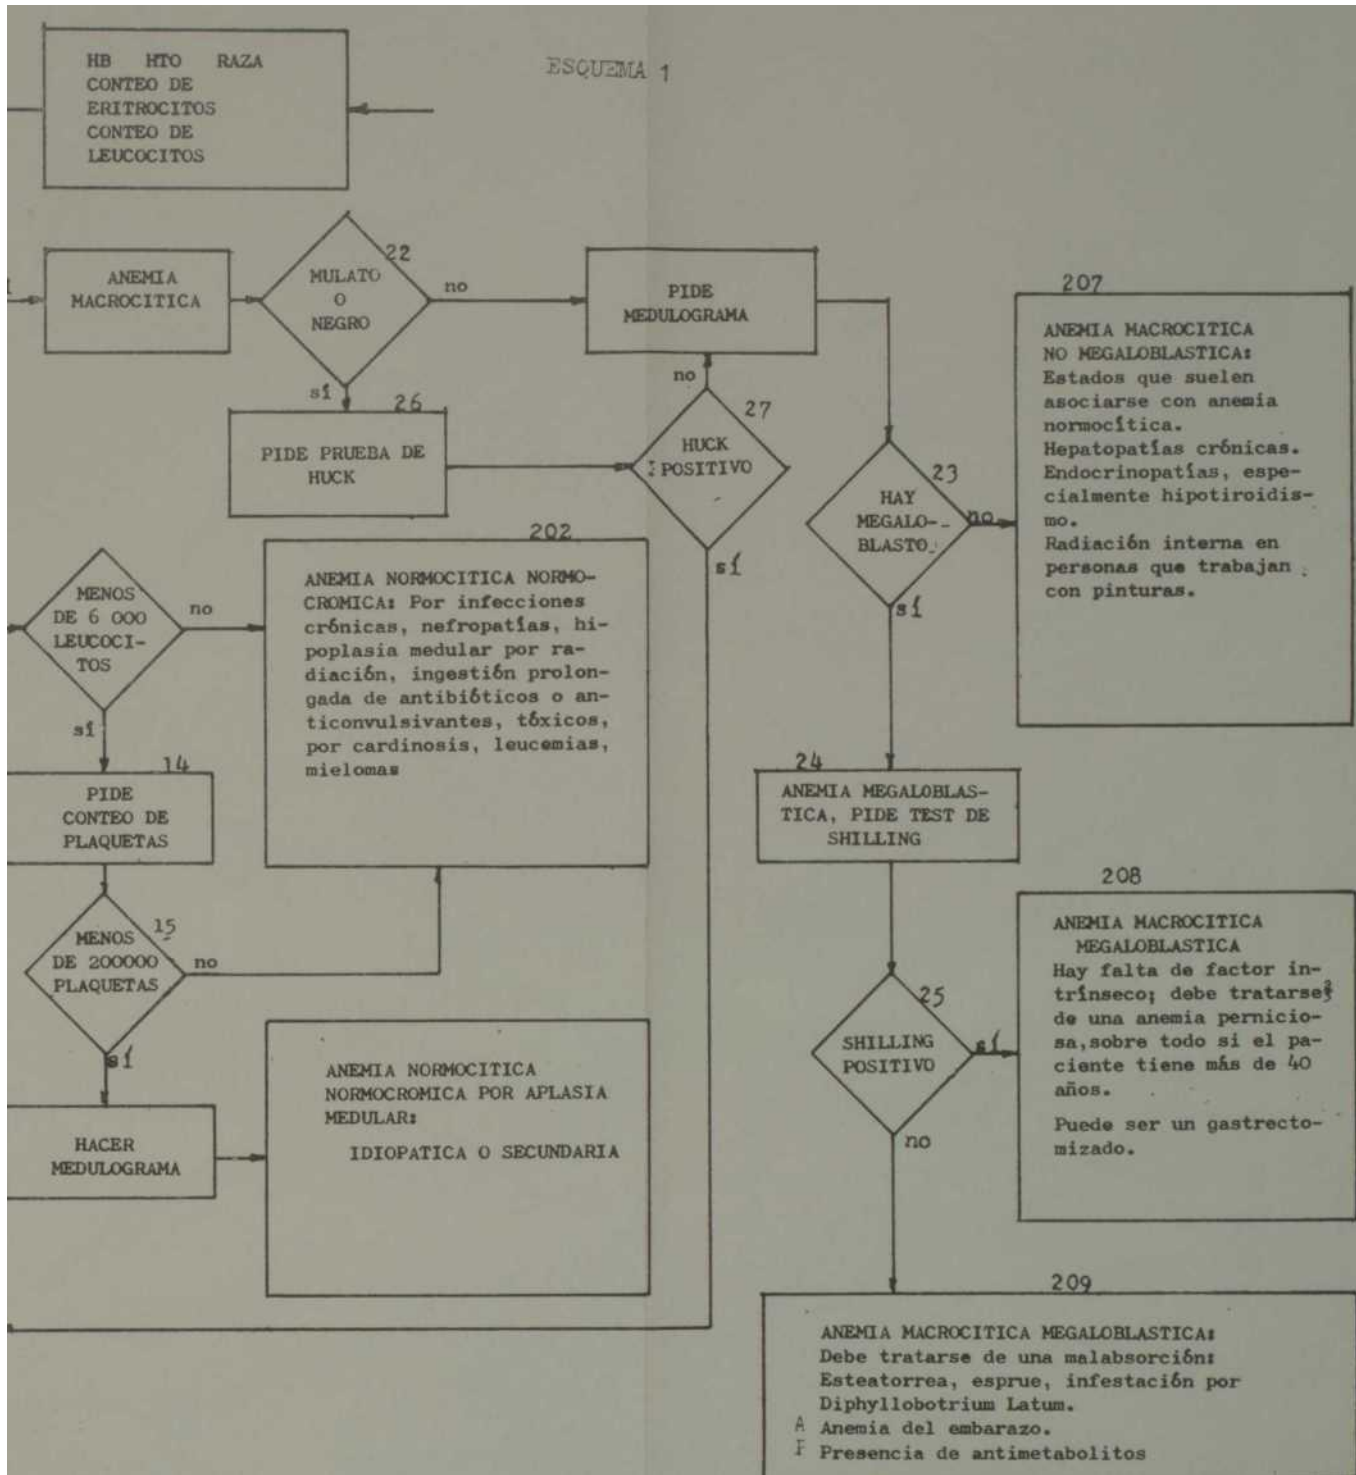 ESQUEMA 1
HB HTO RAZA
CONTEO DE
ERITROCITOS
CONTEO DE
LEUCOCITOS
ANEMIA
MACROCITICA
22
MULATO
O
NEGRO
no
sí
26
PIDE PRUEBA DE
HUCK
PIDE
MEDULOGRAMA
no
27
HUCK
POSITIVO
sí
23
HAY
MEGALO-
BLASTO
no
sí
207
ANEMIA MACROCITICA
NO MEGALOBLASTICA:
Estados que suelen
asociarse con anemia
normocítica.
Hepatopatías crónicas.
Endocrinopatías, espe-
cialmente hipotiroidis-
mo.
Radiación interna en
personas que trabajan
con pinturas.
MENOS
DE 6 000
LEUCOCI-
TOS
no
sí
202
ANEMIA NORMOCITICA NORMO-
CROMICA: Por infecciones
crónicas, nefropatías, hi-
poplasia medular por ra-
diación, ingestión prolon-
gada de antibióticos o an-
ticonvulsivantes, tóxicos,
por cardinosis, leucemias,
mielomas
14
PIDE
CONTEO DE
PLAQUETAS
15
MENOS
DE 200000
PLAQUETAS
no
sí
HACER
MEDULOGRAMA
ANEMIA NORMOCITICA
NORMOCROMICA POR APLASIA
MEDULAR:
IDIOPATICA O SECUNDARIA
24
ANEMIA MEGALOBLAS-
TICA, PIDE TEST DE
SHILLING
25
SHILLING
POSITIVO
sí
no
208
ANEMIA MACROCITICA
MEGALOBLASTICA
Hay falta de factor in-
trínseco; debe tratarse
de una anemia pernicio-
sa,sobre todo si el pa-
ciente tiene más de 40
años.
Puede ser un gastrecto-
mizado.
209
ANEMIA MACROCITICA MEGALOBLASTICA:
Debe tratarse de una malabsorción:
Esteatorrea, esprue, infestación por
Diphyllobotrium Latum.
Anemia del embarazo.
Presencia de antimetabolitos